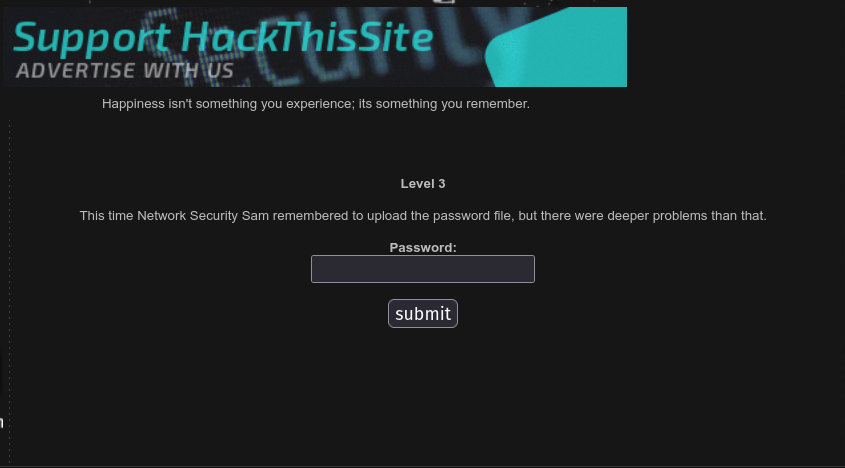 Support HackThisSite
ADVERTISE WITH US
Happiness isn't something you experience; its something you remember.
Level 3
This time Network Security Sam remembered to upload the password file, but there were deeper problems than that.
Password:
submit